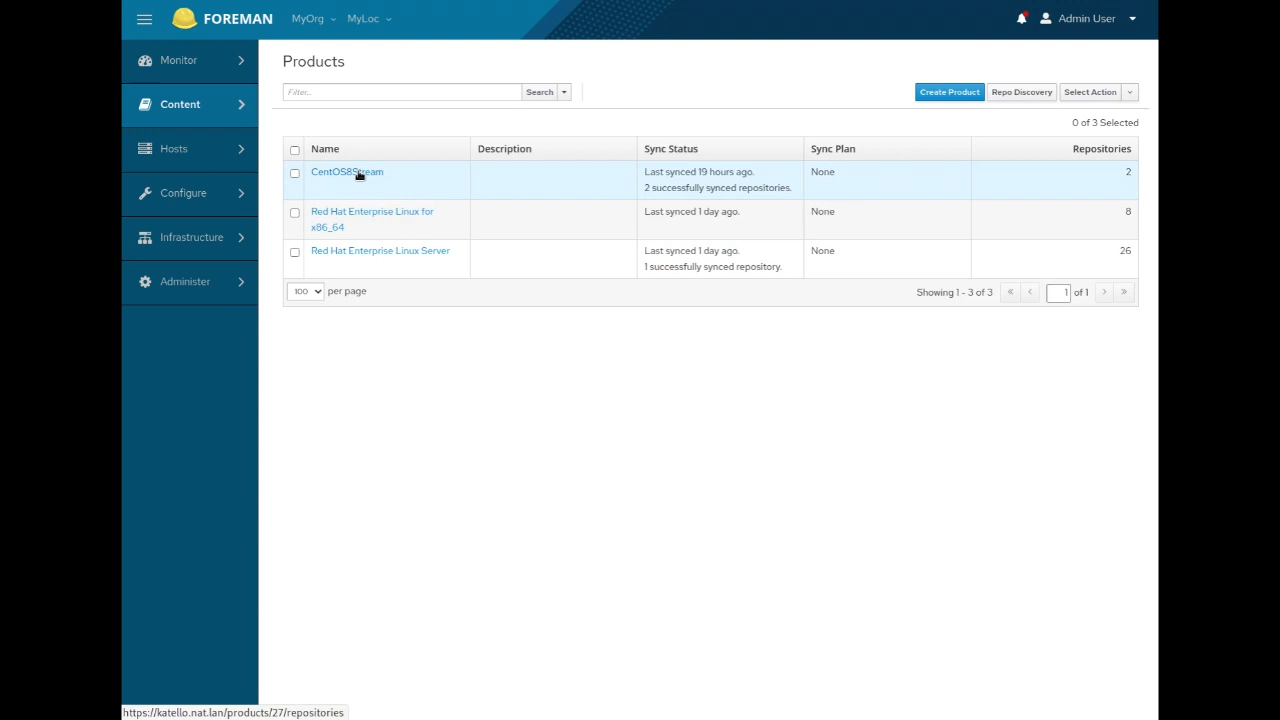 FOREMAN MyOrg MyLoc Admin User
Monitor
Content
Hosts
Configure
Infrastructure
Administer
Products
Filter... Search Create Product Repo Discovery Select Action
0 of 3 Selected
Name Description Sync Status Sync Plan Repositories
CentOS8Stream Last synced 19 hours ago. None 2
2 successfully synced repositories.
Red Hat Enterprise Linux for Last synced 1 day ago. None 8
x86_64
Red Hat Enterprise Linux Server Last synced 1 day ago. None 26
1 successfully synced repository.
100 per page Showing 1 - 3 of 3 « ‹ 1 of 1 › »
https://katello.nat.lan/products/27/repositories